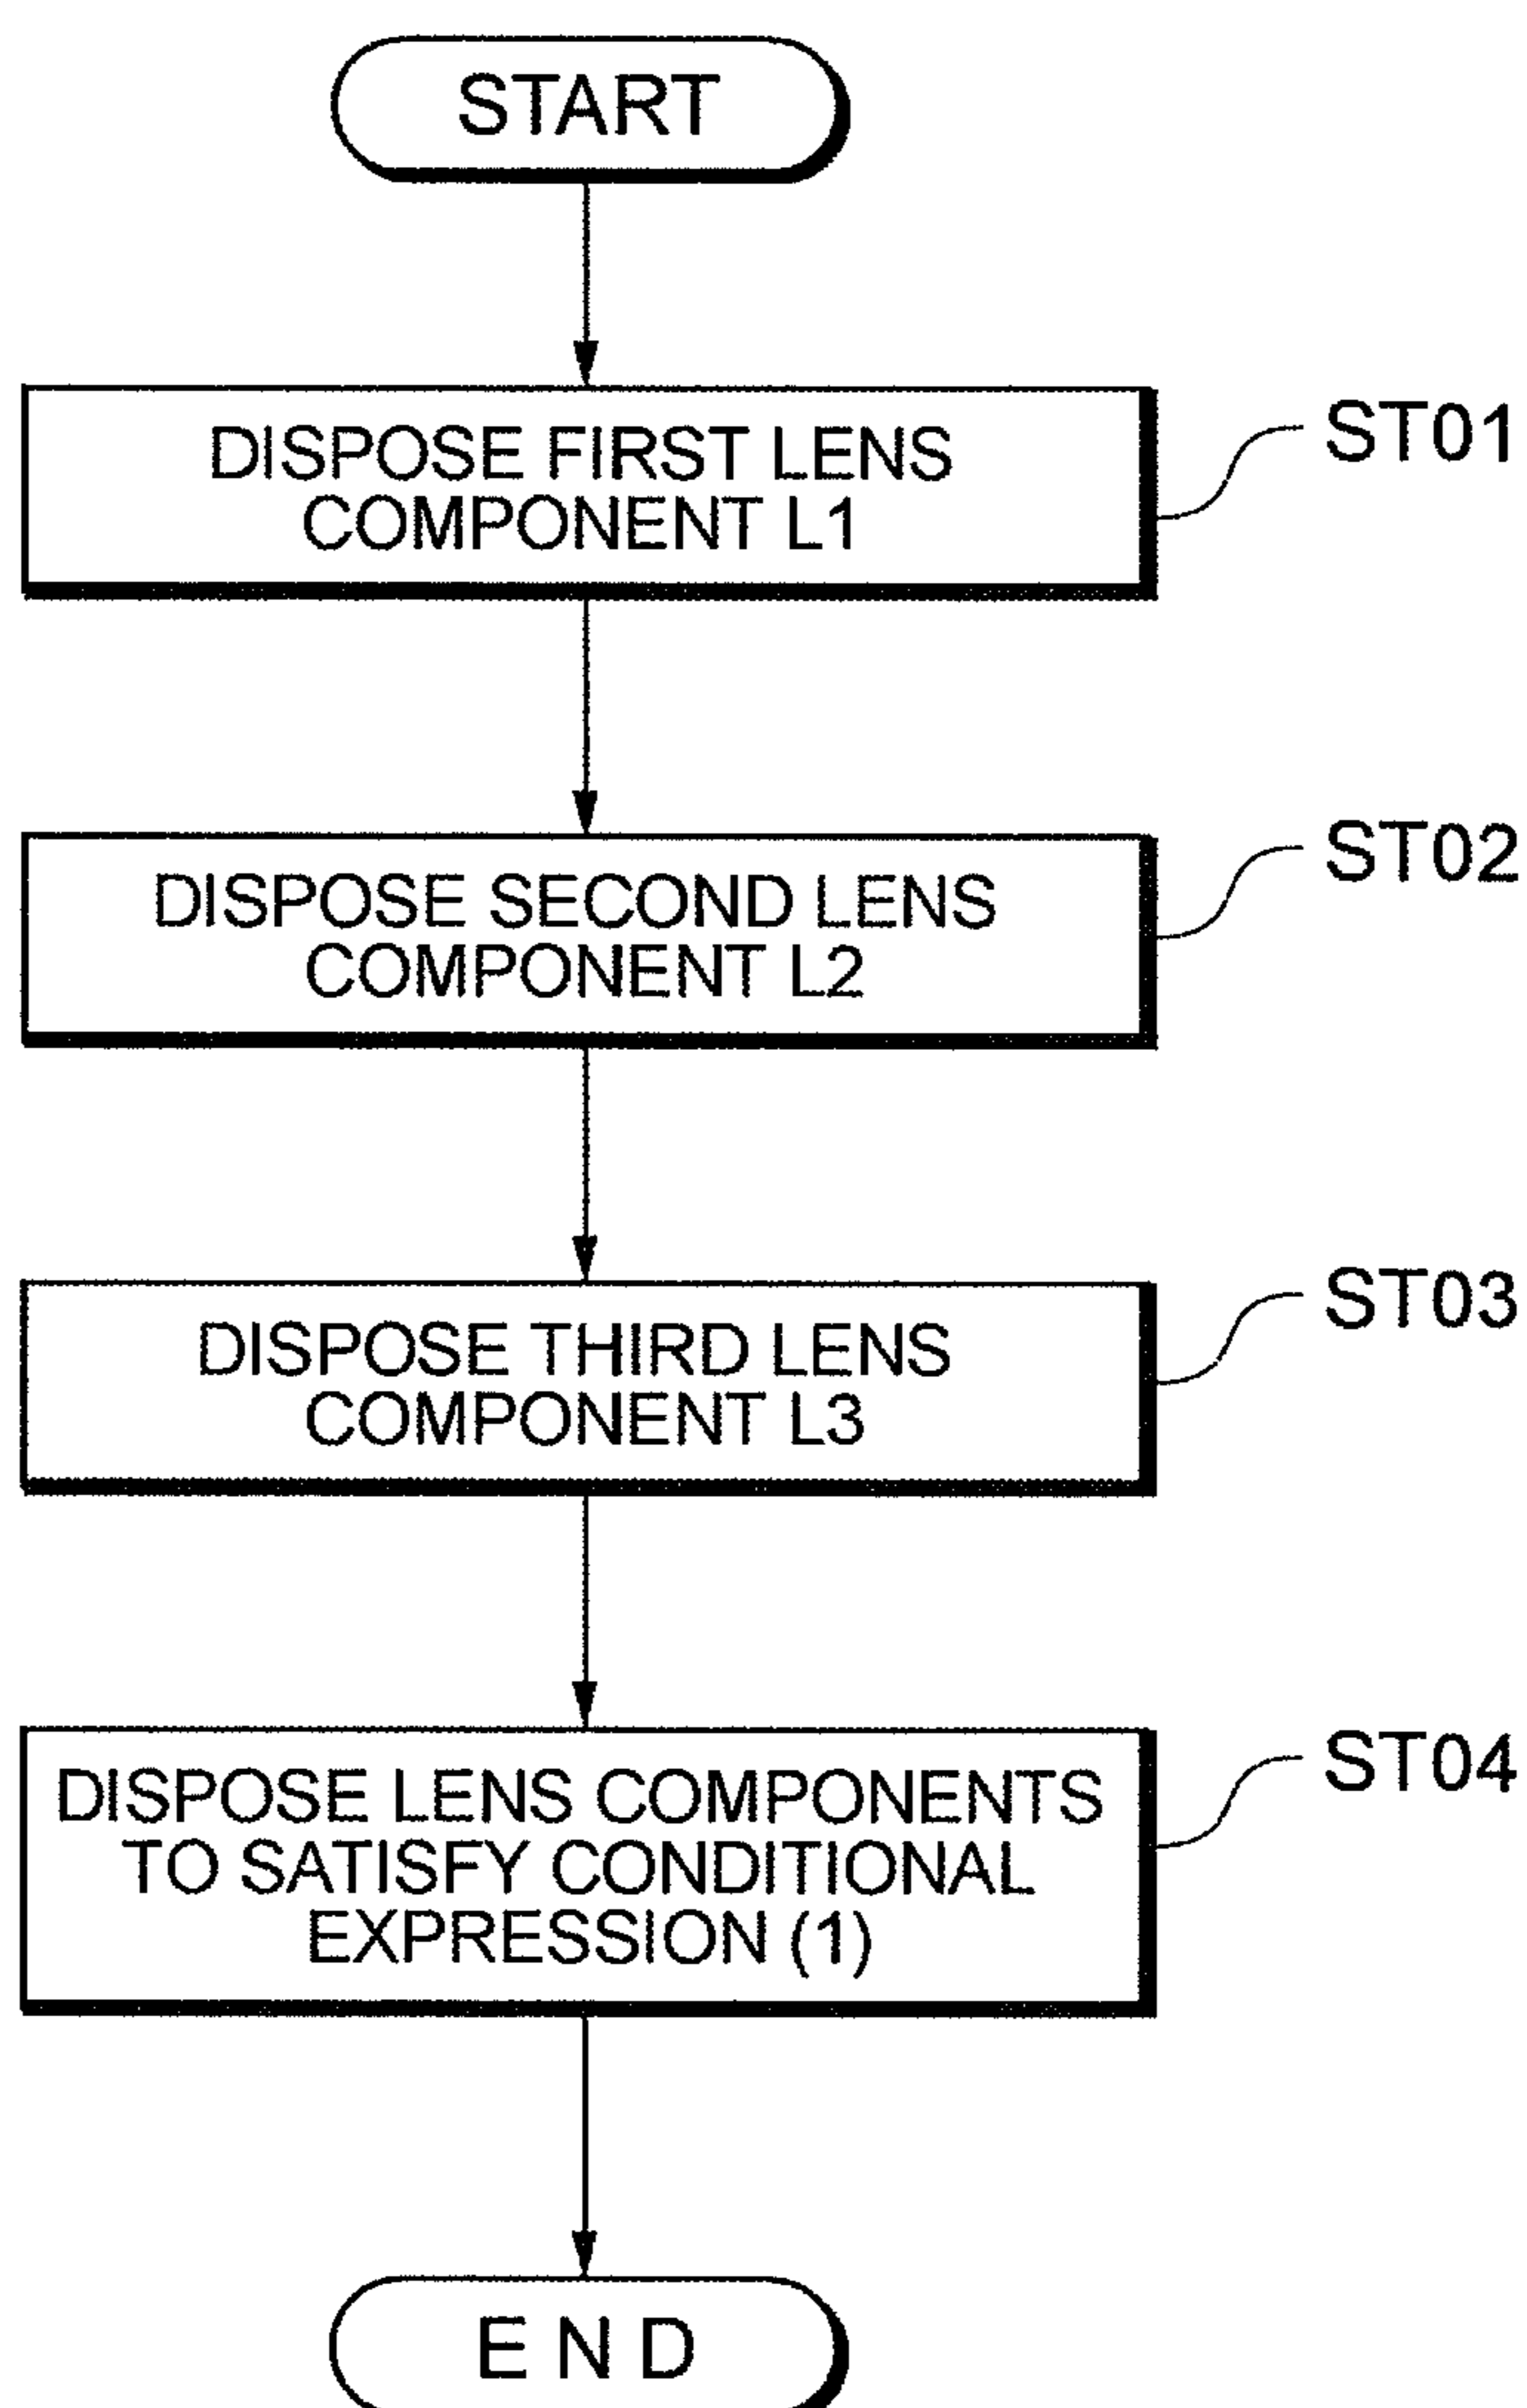 START
DISPOSE FIRST LENS
COMPONENT L1
ST01
DISPOSE SECOND LENS
COMPONENT L2
ST02
DISPOSE THIRD LENS
COMPONENT L3
ST03
DISPOSE LENS COMPONENTS
TO SATISFY CONDITIONAL
EXPRESSION (1)
ST04
END